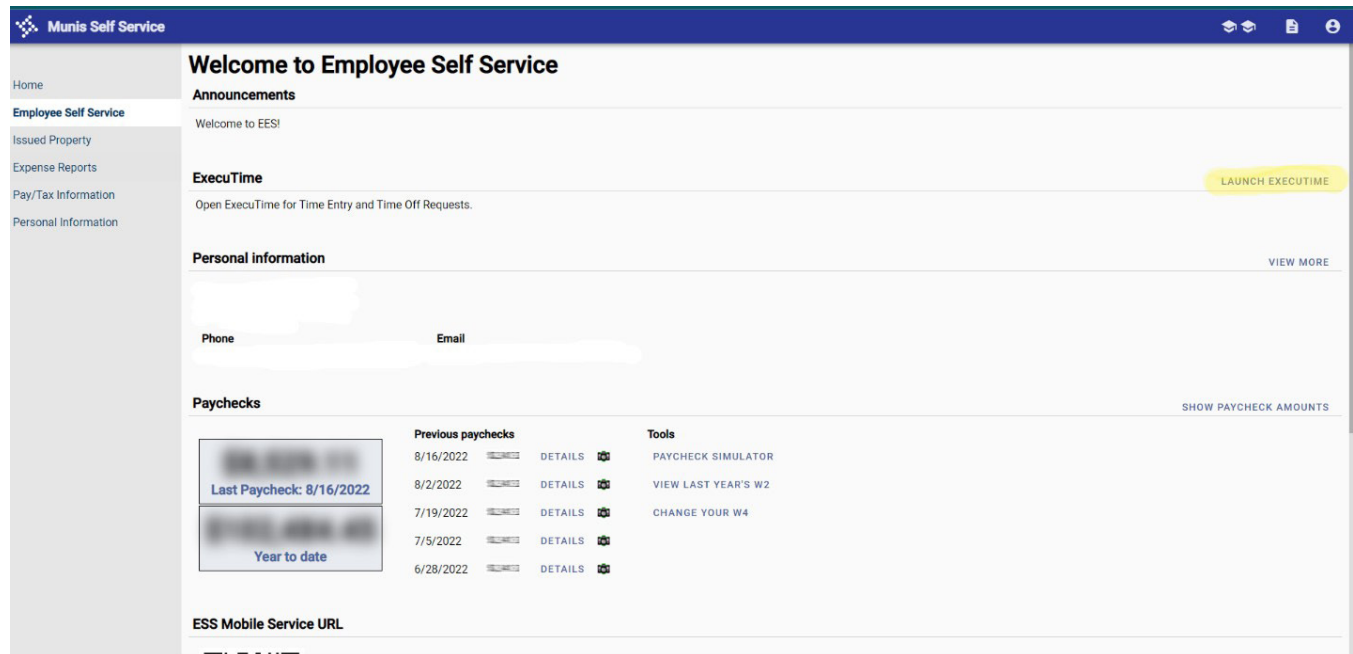 Munis Self Service
Home
Employee Self Service
Issued Property
Expense Reports
Pay/Tax Information
Personal Information
Welcome to Employee Self Service
Announcements
Welcome to EES!
ExecuTime
LAUNCH EXECUTIME
Open ExecuTime for Time Entry and Time Off Requests.
Personal information
VIEW MORE
Phone Email
Paychecks
SHOW PAYCHECK AMOUNTS
Last Paycheck: 8/16/2022
Year to date
Previous paychecks
8/16/2022 DETAILS
8/2/2022 DETAILS
7/19/2022 DETAILS
7/5/2022 DETAILS
6/28/2022 DETAILS
Tools
PAYCHECK SIMULATOR
VIEW LAST YEAR'S W2
CHANGE YOUR W4
ESS Mobile Service URL